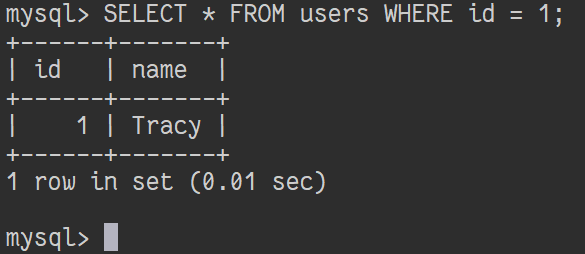 mysql> SELECT * FROM users WHERE id = 1;
+------+-------+
| id   | name  |
+------+-------+
|    1 | Tracy |
+------+-------+
1 row in set (0.01 sec)
mysql>